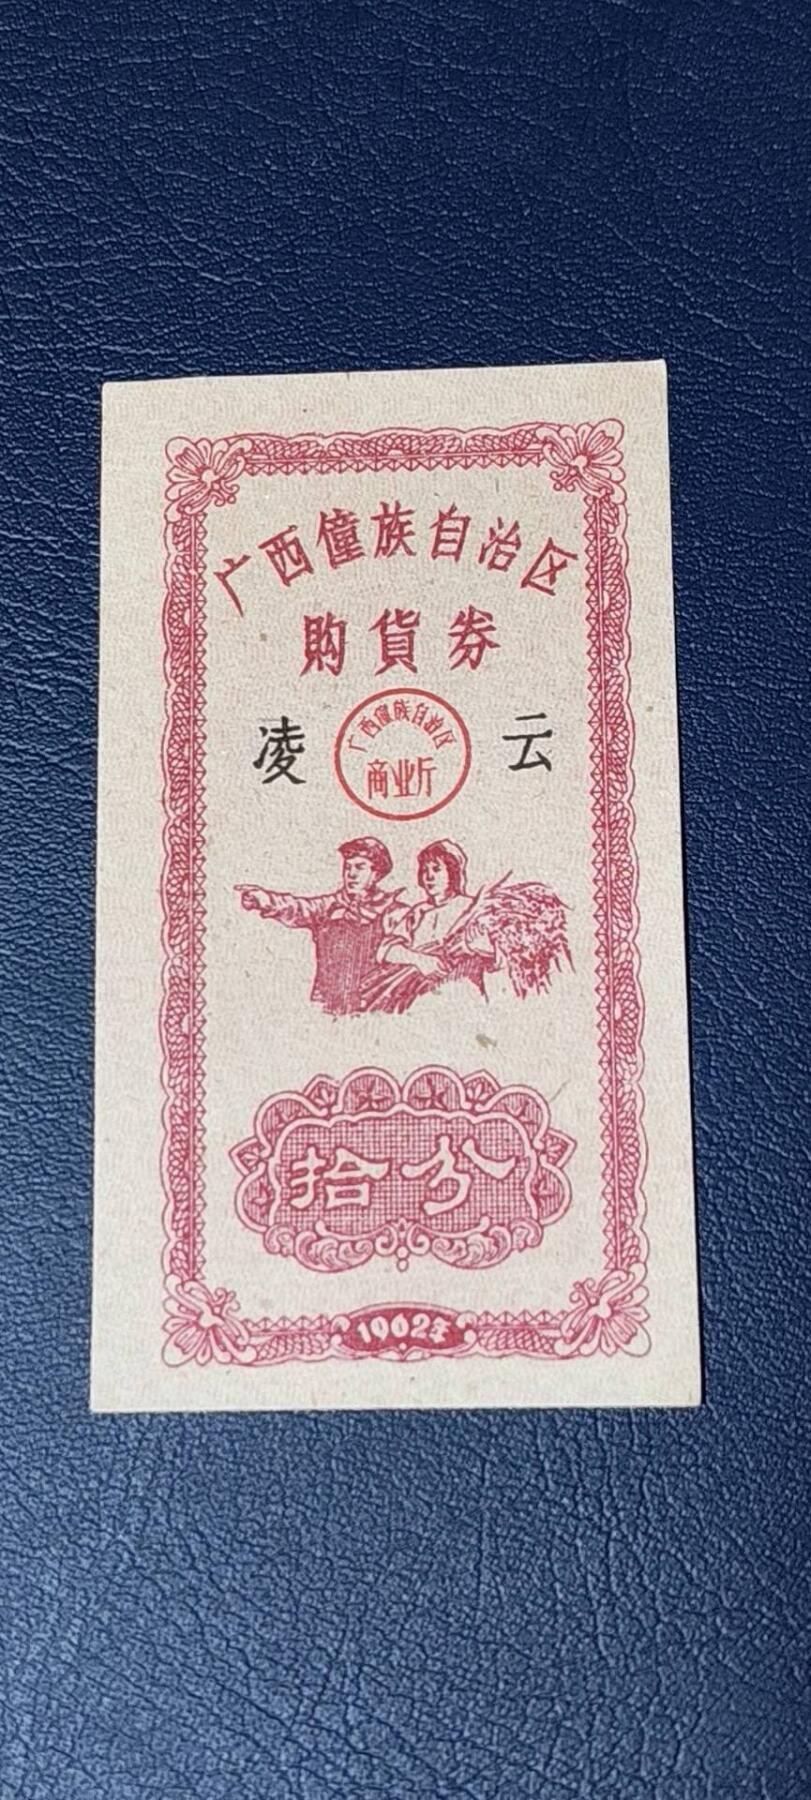 广西僮族自治区
购貨券
凌 云
广西僮族自治区
商业厅
拾分
1962年